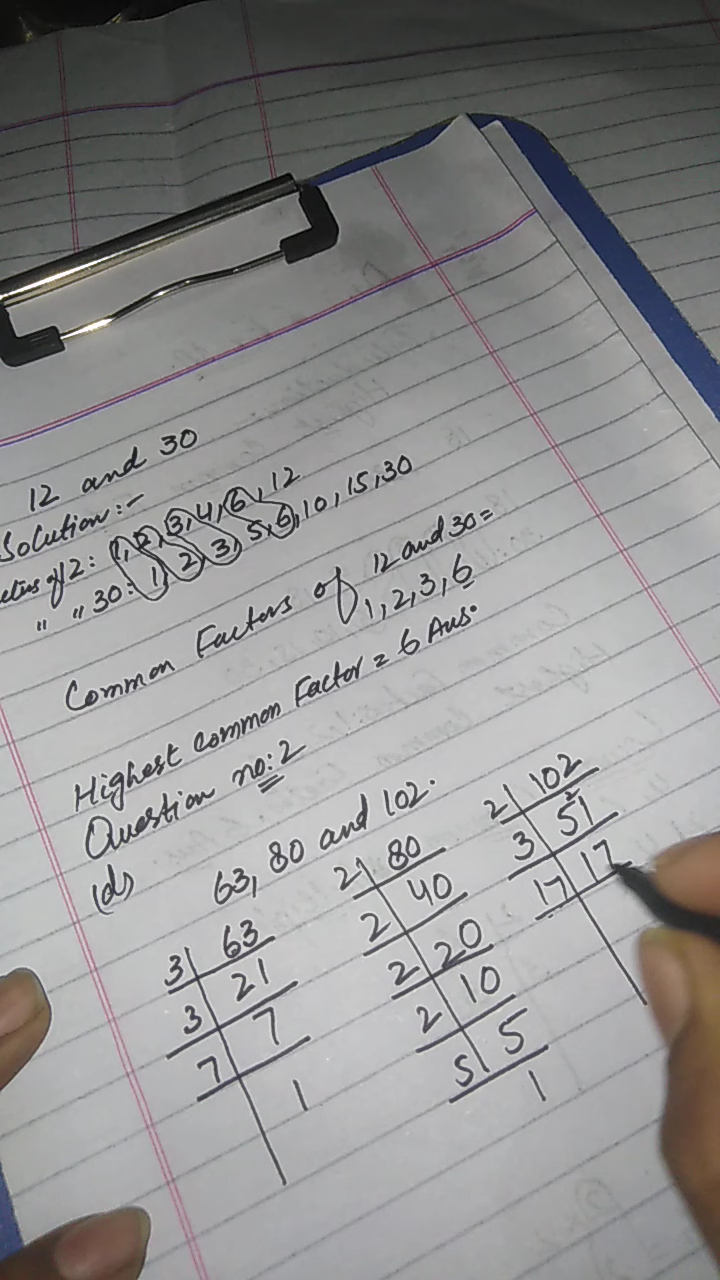 12 and 30
Solution:-
of 12: 1, 2, 3, 4, 6, 12
" " 30: 1, 2, 3, 5, 6, 10, 15, 30
Common Factors of 12 and 30 =
1, 2, 3, 6
Highest common Factor = 6 Ans.
Question no: 2
(d) 63, 80 and 102.
3 63
3 21
7 7
1
2 80
2 40
2 20
2 10
5 5
1
2 102
3 51
17 17